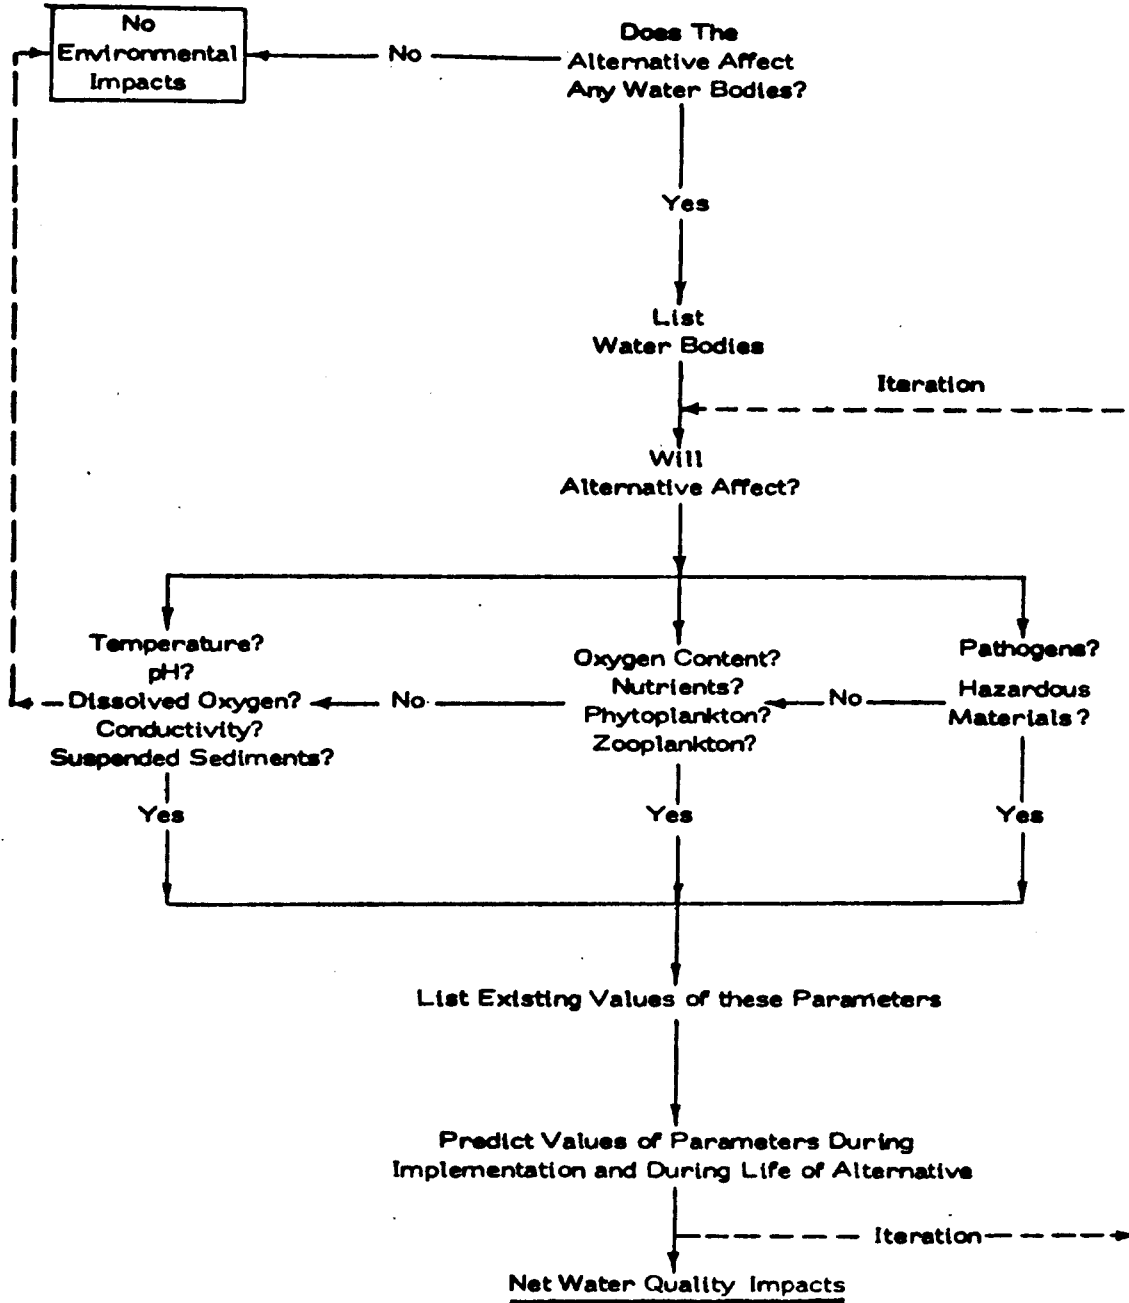 No
Environmental
Impacts
No
Does The
Alternative Affect
Any Water Bodies?
Yes
List
Water Bodies
Iteration
Will
Alternative Affect?
Temperature?
pH?
Dissolved Oxygen?
Conductivity?
Suspended Sediments?
No
Oxygen Content?
Nutrients?
Phytoplankton?
Zooplankton?
No
Pathogens?
Hazardous
Materials?
Yes
Yes
Yes
List Existing Values of these Parameters
Predict Values of Parameters During
Implementation and During Life of Alternative
Iteration
Net Water Quality Impacts